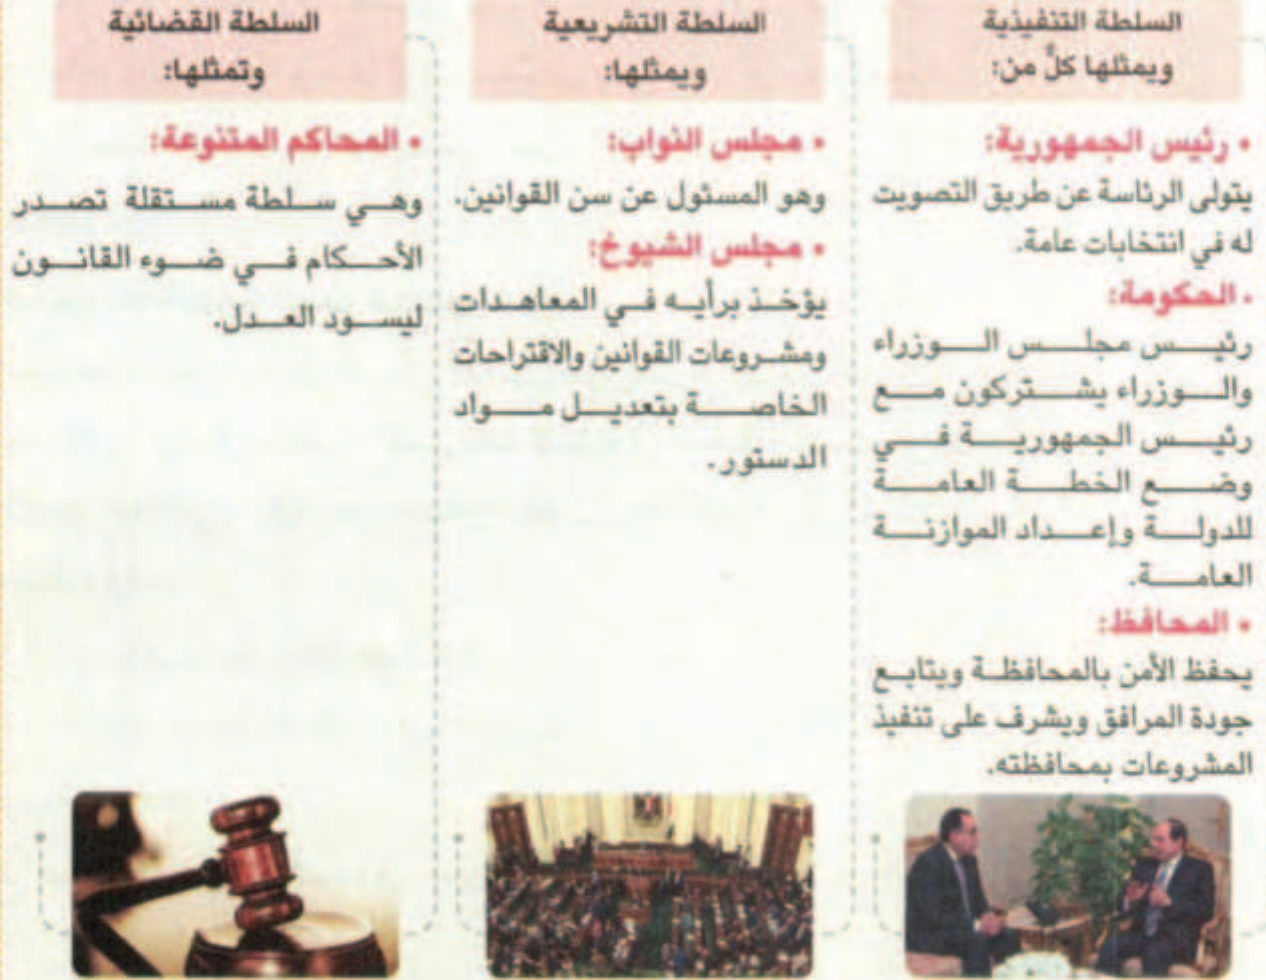 السلطة التنفيذية
ويمثلها كلٌّ من:
• رئيس الجمهورية:
يتولى الرئاسة عن طريق التصويت
له في انتخابات عامة.
• الحكومة:
رئيس مجلس الوزراء
والوزراء يشتركون مع
رئيس الجمهورية في
وضع الخطة العامة
للدولة وإعداد الموازنة
العامة.
• المحافظ:
يحفظ الأمن بالمحافظة ويتابع
جودة المرافق ويشرف على تنفيذ
المشروعات بمحافظته.
السلطة التشريعية
ويمثلها:
• مجلس النواب:
وهو المسئول عن سن القوانين.
• مجلس الشيوخ:
يؤخذ برأيه في المعاهدات
ومشروعات القوانين والاقتراحات
الخاصة بتعديل مواد
الدستور.
السلطة القضائية
وتمثلها:
• المحاكم المتنوعة:
وهي سلطة مستقلة تصدر
الأحكام في ضوء القانون
ليسود العدل.